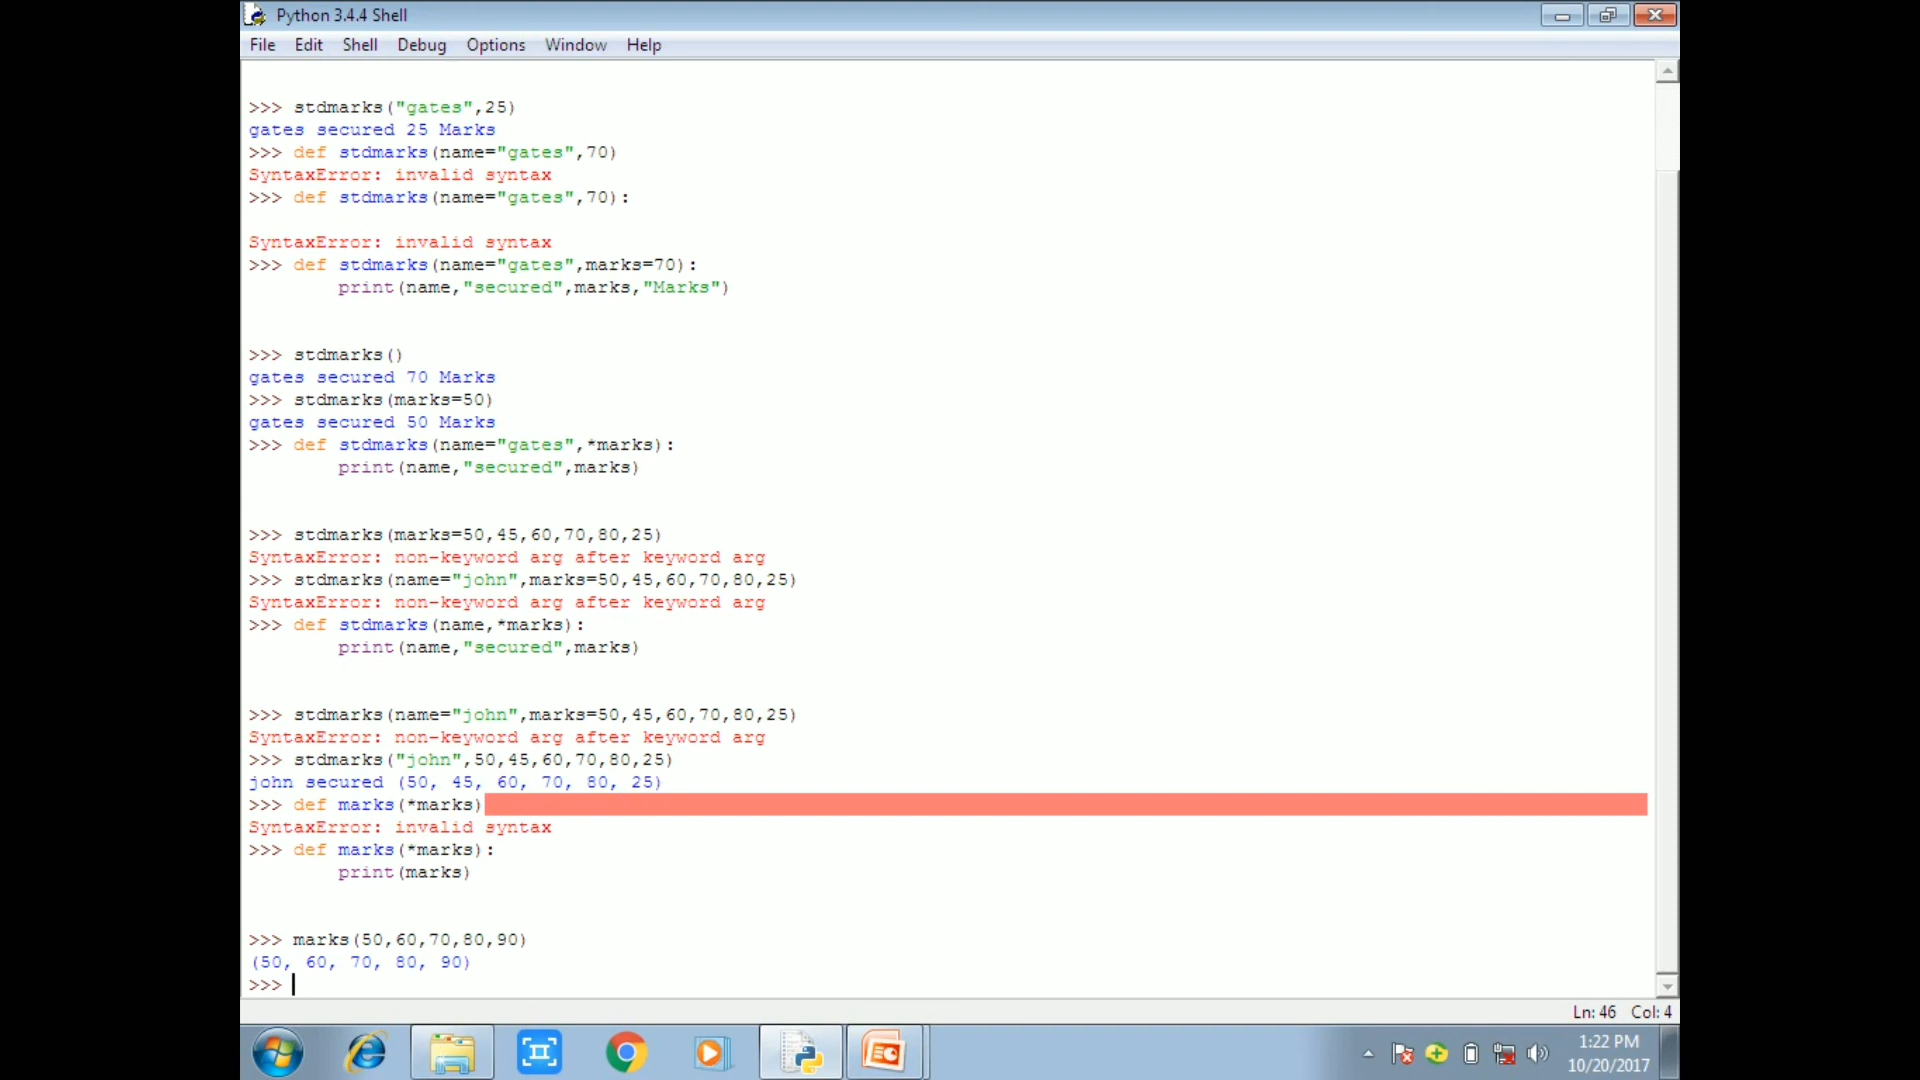 Python 3.4.4 Shell
File Edit Shell Debug Options Window Help
>>> stdmarks("gates",25)
gates secured 25 Marks
>>> def stdmarks(name="gates",70)
SyntaxError: invalid syntax
>>> def stdmarks(name="gates",70):
SyntaxError: invalid syntax
>>> def stdmarks(name="gates",marks=70):
        print(name,"secured",marks,"Marks")
>>> stdmarks()
gates secured 70 Marks
>>> stdmarks(marks=50)
gates secured 50 Marks
>>> def stdmarks(name="gates",*marks):
        print(name,"secured",marks)
>>> stdmarks(marks=50,45,60,70,80,25)
SyntaxError: non-keyword arg after keyword arg
>>> stdmarks(name="john",marks=50,45,60,70,80,25)
SyntaxError: non-keyword arg after keyword arg
>>> def stdmarks(name,*marks):
        print(name,"secured",marks)
>>> stdmarks(name="john",marks=50,45,60,70,80,25)
SyntaxError: non-keyword arg after keyword arg
>>> stdmarks("john",50,45,60,70,80,25)
john secured (50, 45, 60, 70, 80, 25)
>>> def marks(*marks)
SyntaxError: invalid syntax
>>> def marks(*marks):
        print(marks)
>>> marks(50,60,70,80,90)
(50, 60, 70, 80, 90)
>>>
Ln: 46 Col: 4
1:22 PM
10/20/2017